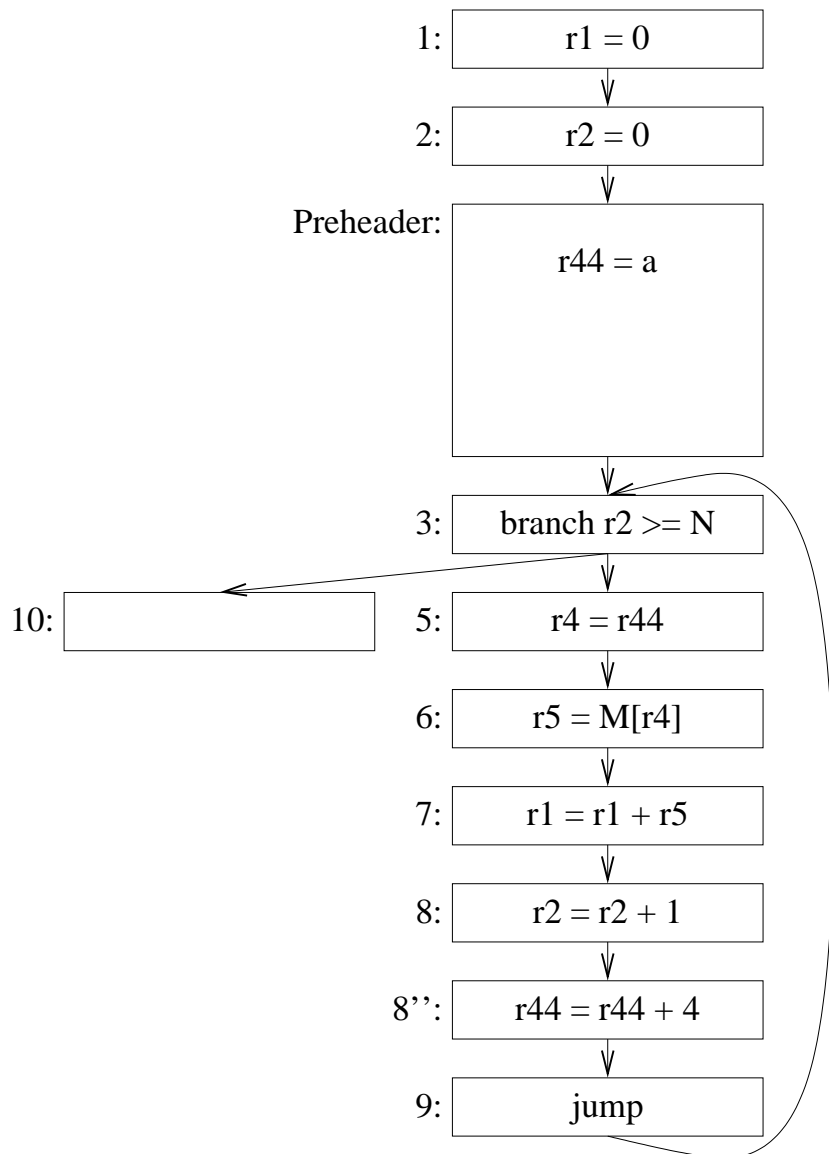 1: r1 = 0
2: r2 = 0
Preheader:
r44 = a
3: branch r2 >= N
10:
5: r4 = r44
6: r5 = M[r4]
7: r1 = r1 + r5
8: r2 = r2 + 1
8’’: r44 = r44 + 4
9: jump